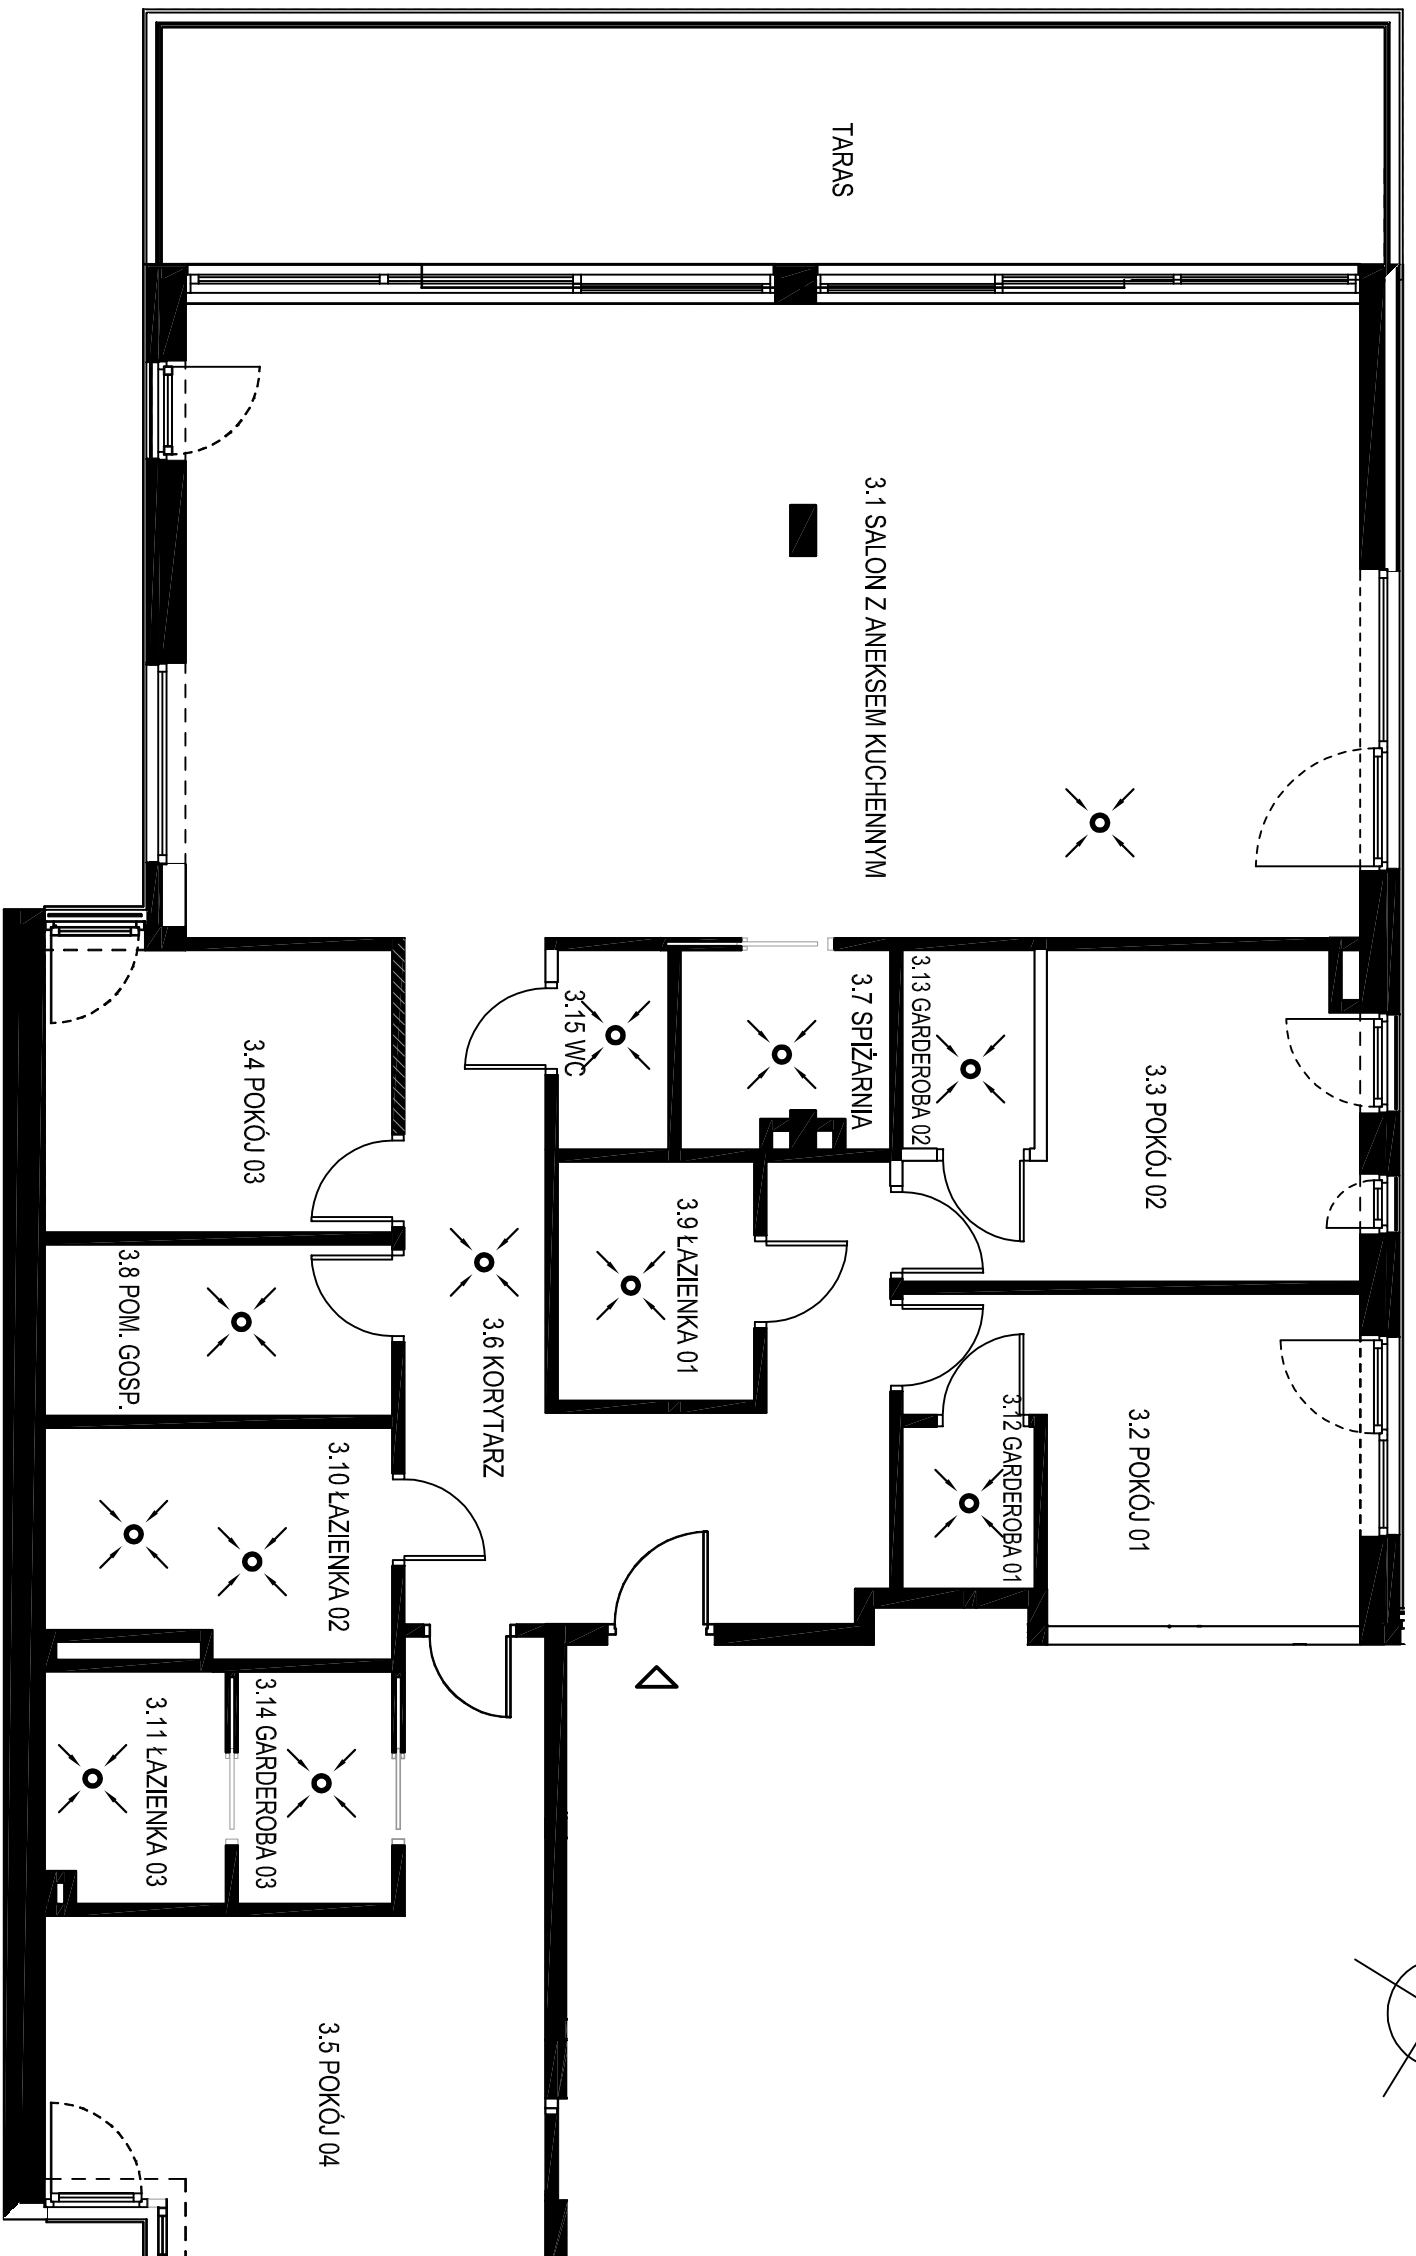 TARAS
3.1 SALON Z ANEKSEM KUCHENNYM
3.15 WC
3.7 SPIŻARNIA
3.13 GARDEROBA 02
3.3 POKÓJ 02
3.4 POKÓJ 03
3.9 ŁAZIENKA 01
3.8 POM. GOSP.
3.6 KORYTARZ
3.12 GARDEROBA 01
3.2 POKÓJ 01
3.10 ŁAZIENKA 02
3.11 ŁAZIENKA 03
3.14 GARDEROBA 03
3.5 POKÓJ 04